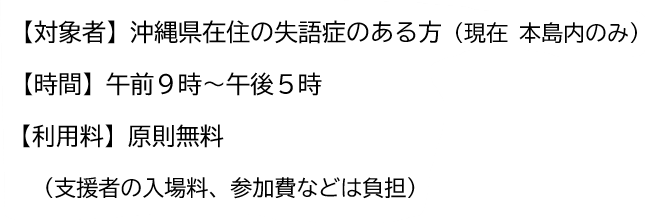 【対象者】沖縄県在住の失語症のある方（現在 本島内のみ）
【時間】午前９時～午後５時
【利用料】原則無料
（支援者の入場料、参加費などは負担）